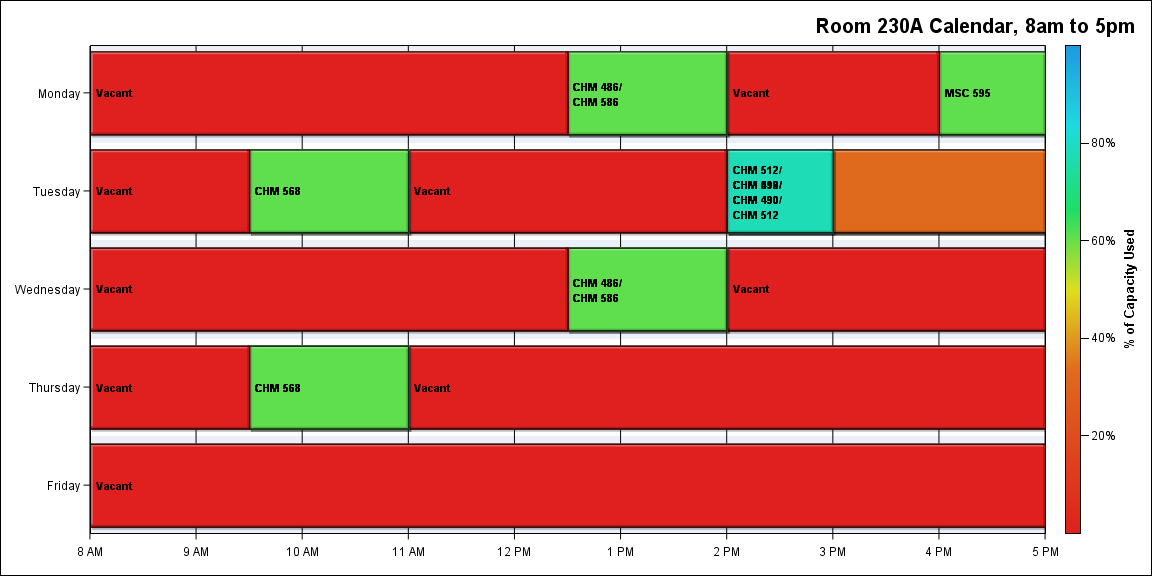 Room 230A Calendar, 8am to 5pm
Monday
Vacant
CHM 486/
CHM 586
Vacant
MSC 595
Tuesday
Vacant
CHM 568
Vacant
CHM 512/
CHM
CHM 490/
CHM 512
Wednesday
Vacant
CHM 486/
CHM 586
Vacant
Thursday
Vacant
CHM 568
Vacant
Friday
Vacant
8 AM
9 AM
10 AM
11 AM
12 PM
1 PM
2 PM
3 PM
4 PM
5 PM
80%
60%
40%
20%
% of Capacity Used